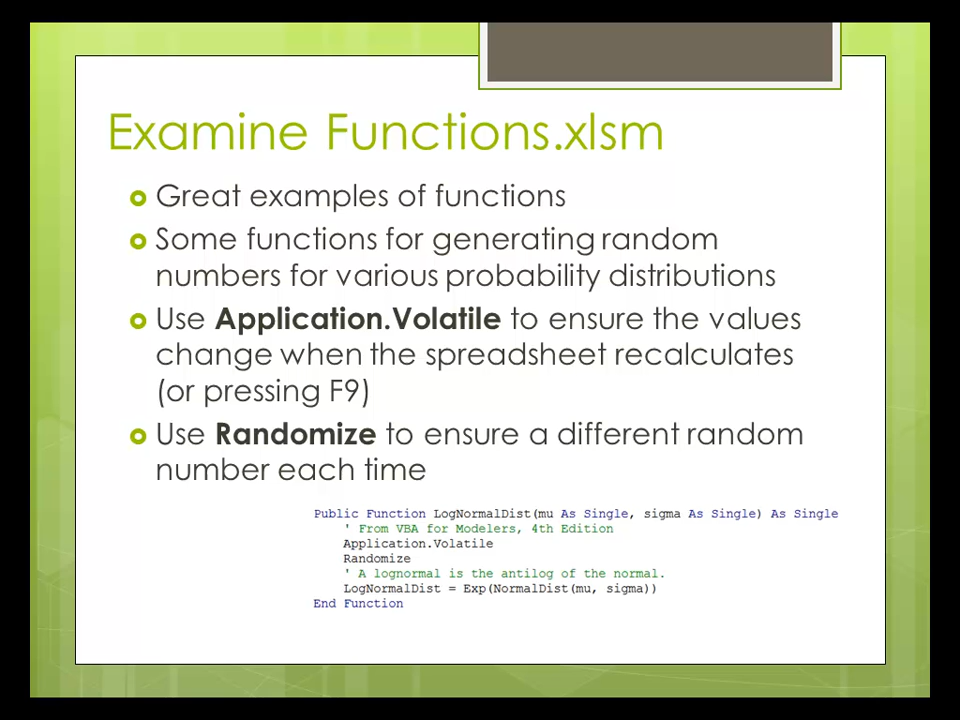 Examine Functions.xlsm
Great examples of functions
Some functions for generating random
numbers for various probability distributions
Use Application.Volatile to ensure the values
change when the spreadsheet recalculates
(or pressing F9)
Use Randomize to ensure a different random
number each time
Public Function LogNormalDist(mu As Single, sigma As Single) As Single
' From VBA for Modelers, 4th Edition
Application.Volatile
Randomize
' A lognormal is the antilog of the normal.
LogNormalDist = Exp(NormalDist(mu, sigma))
End Function